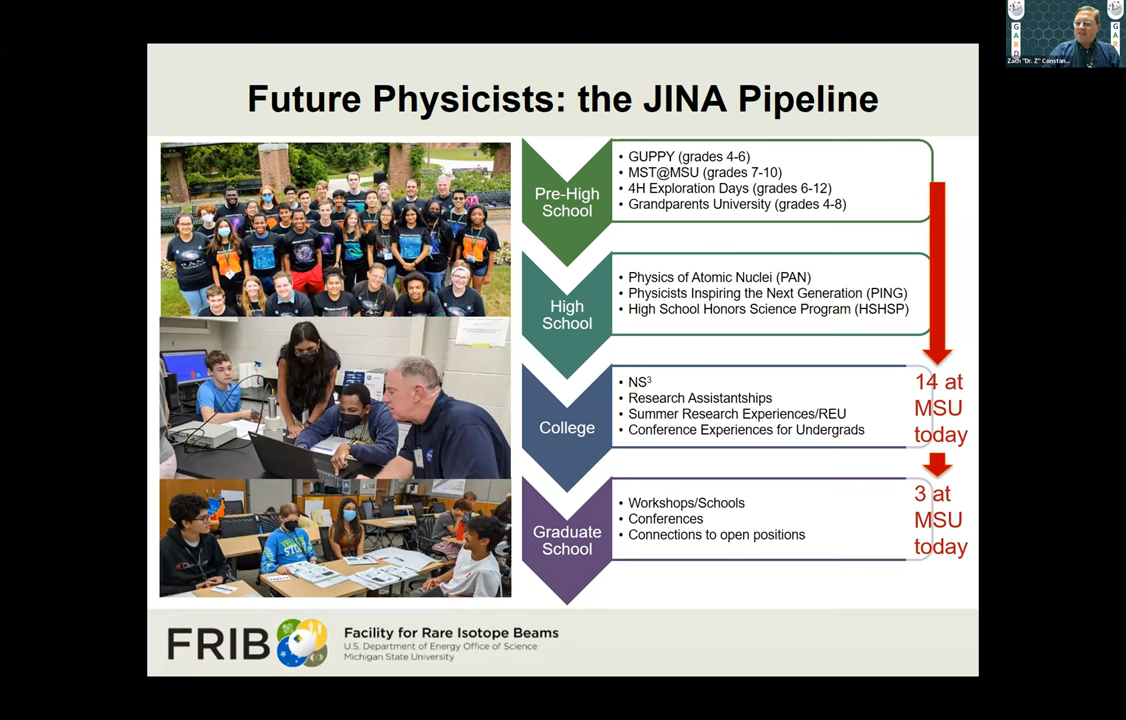 Zach "Dr. Z" Constan...
Future Physicists: the JINA Pipeline
Pre-High
School
• GUPPY (grades 4-6)
• MST@MSU (grades 7-10)
• 4H Exploration Days (grades 6-12)
• Grandparents University (grades 4-8)
High
School
• Physics of Atomic Nuclei (PAN)
• Physicists Inspiring the Next Generation (PING)
• High School Honors Science Program (HSHSP)
College
• NS³
• Research Assistantships
• Summer Research Experiences/REU
• Conference Experiences for Undergrads
14 at
MSU
today
Graduate
School
• Workshops/Schools
• Conferences
• Connections to open positions
3 at
MSU
today
FRIB
Facility for Rare Isotope Beams
U.S. Department of Energy Office of Science
Michigan State University